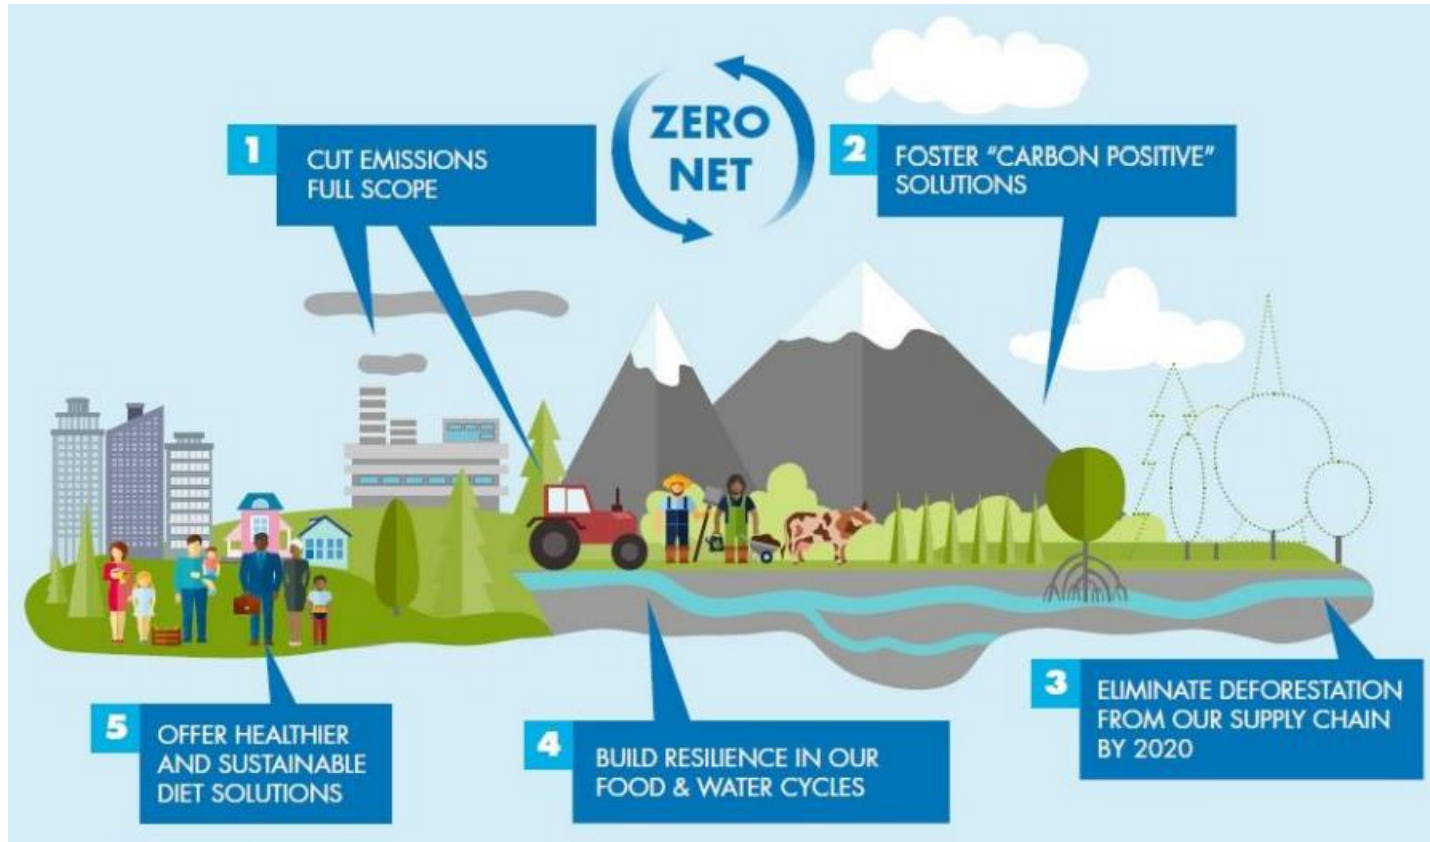 ZERO
NET
1
CUT EMISSIONS
FULL SCOPE
2
FOSTER “CARBON POSITIVE”
SOLUTIONS
3
ELIMINATE DEFORESTATION
FROM OUR SUPPLY CHAIN
BY 2020
4
BUILD RESILIENCE IN OUR
FOOD & WATER CYCLES
5
OFFER HEALTHIER
AND SUSTAINABLE
DIET SOLUTIONS